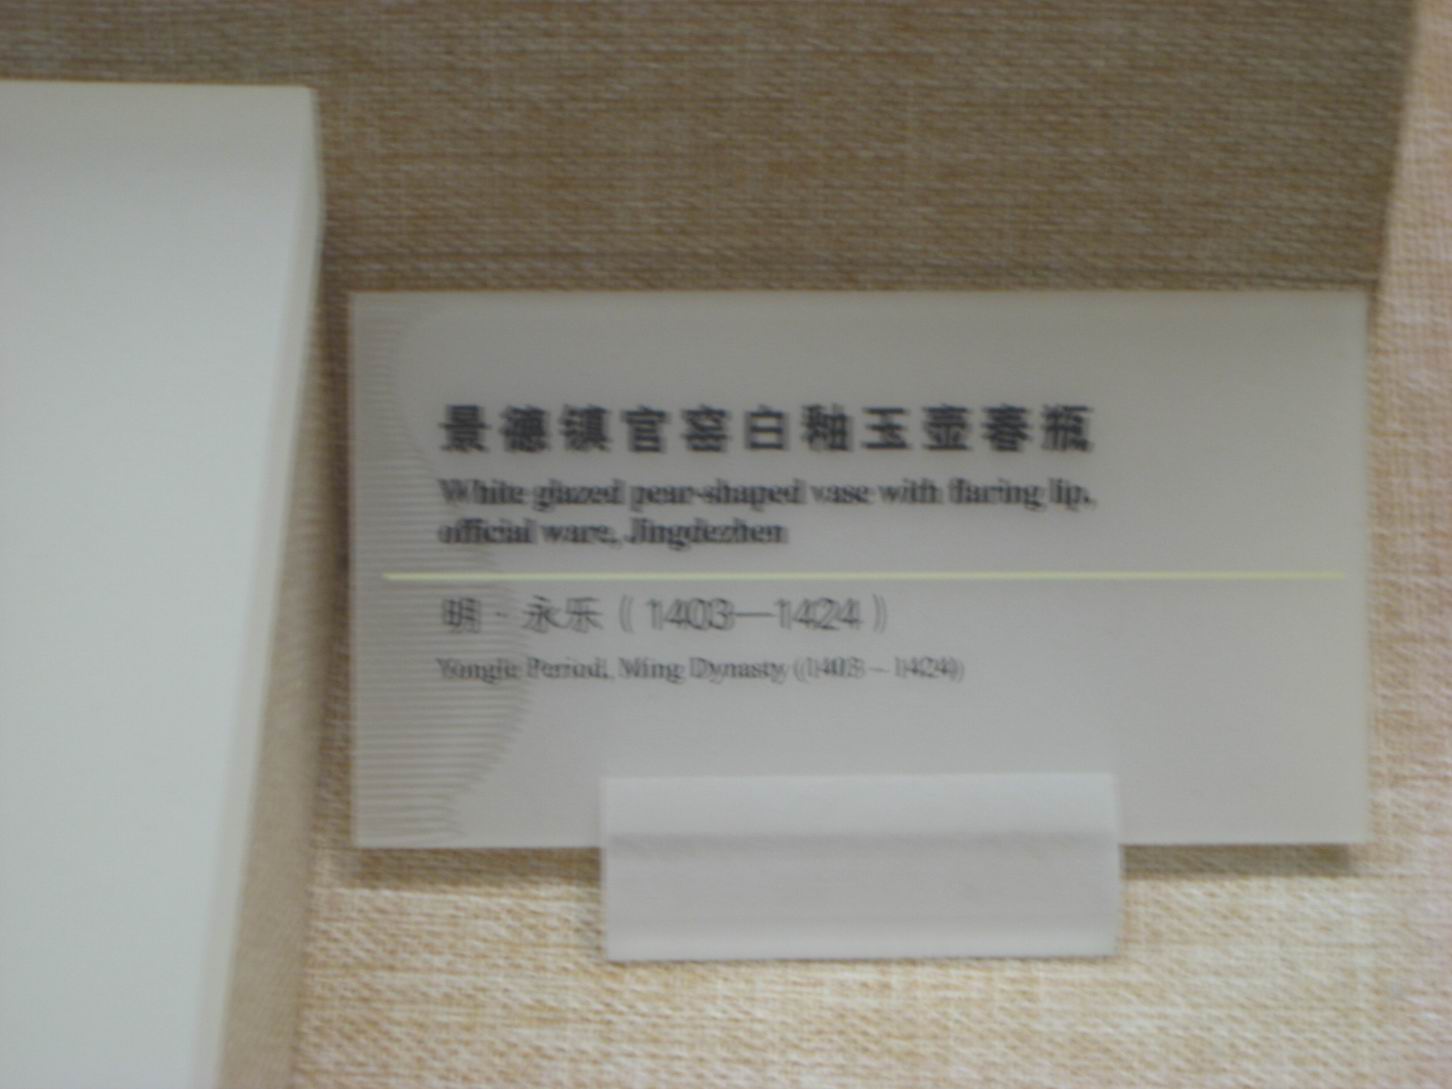 景德镇官窑白釉玉壶春瓶
White glazed pear-shaped vase with flaring lip,
official ware, Jingdezhen
明·永乐(1403—1424)
Yongle Period, Ming Dynasty (1403–1424)